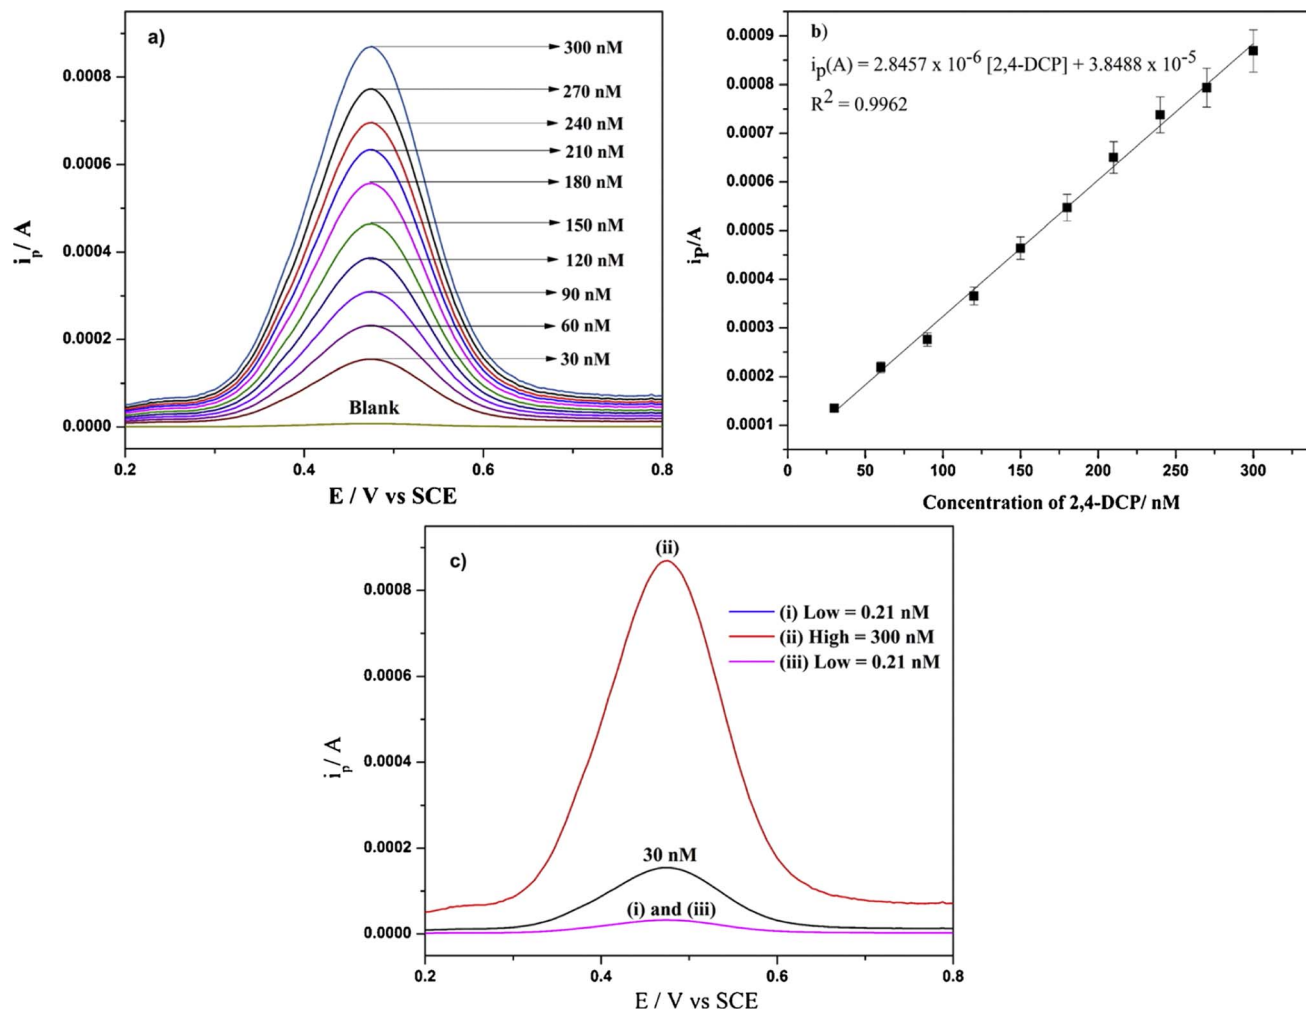 a)
300 nM
270 nM
240 nM
210 nM
180 nM
150 nM
120 nM
90 nM
60 nM
30 nM
Blank
0.0008
0.0006
0.0004
0.0002
0.0000
i_p/ A
0.2 0.4 0.6 0.8
E / V vs SCE
b)
i_p(A) = 2.8457 x 10^-6 [2,4-DCP] + 3.8488 x 10^-5
R^2 = 0.9962
0.0009
0.0008
0.0007
0.0006
0.0005
0.0004
0.0003
0.0002
0.0001
i_P/A
0 50 90 150 200 250 300
Concentration of 2,4-DCP/ nM
c)
(ii)
(i) Low = 0.21 nM
(ii) High = 300 nM
(iii) Low = 0.21 nM
30 nM
(i) and (iii)
0.0008
0.0006
0.0004
0.0002
0.0000
i_p/ A
0.2 0.4 0.6 0.8
E / V vs SCE